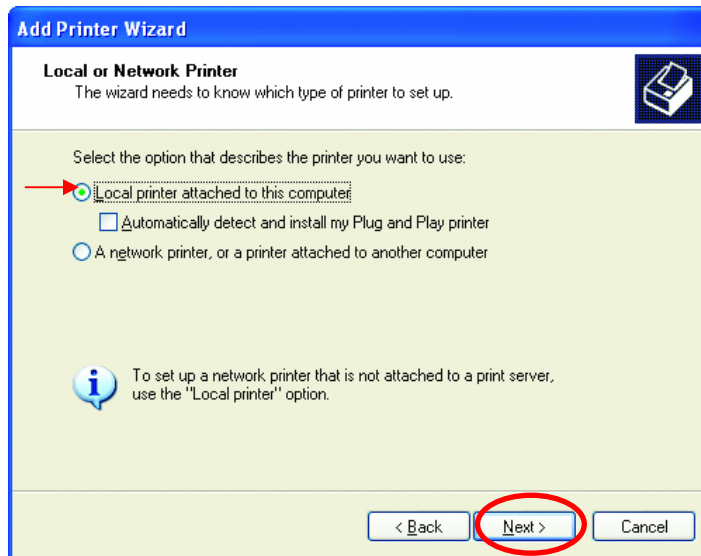 Add Printer Wizard
Local or Network Printer
The wizard needs to know which type of printer to set up.
Select the option that describes the printer you want to use:
Local printer attached to this computer
Automatically detect and install my Plug and Play printer
A network printer, or a printer attached to another computer
To set up a network printer that is not attached to a print server,
use the "Local printer" option.
< Back
Next >
Cancel